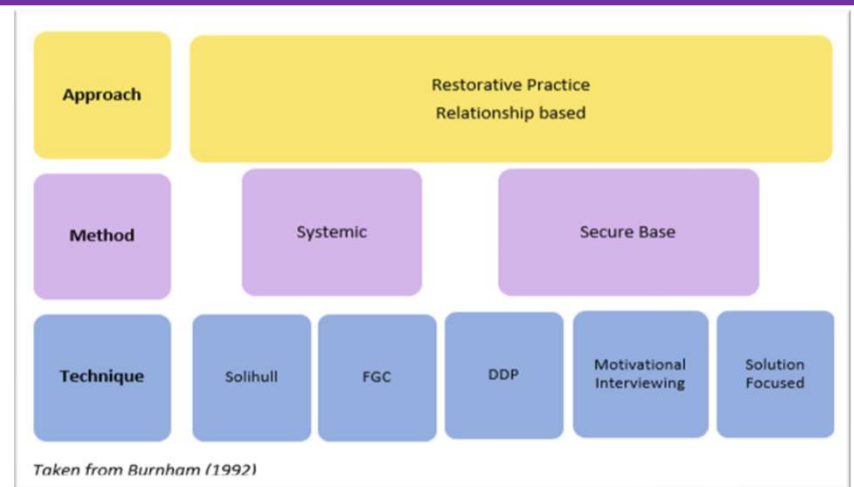 Approach
Restorative Practice
Relationship based
Method
Systemic
Secure Base
Technique
Solihull
FGC
DDP
Motivational
Interviewing
Solution
Focused
Taken from Burnham (1992)